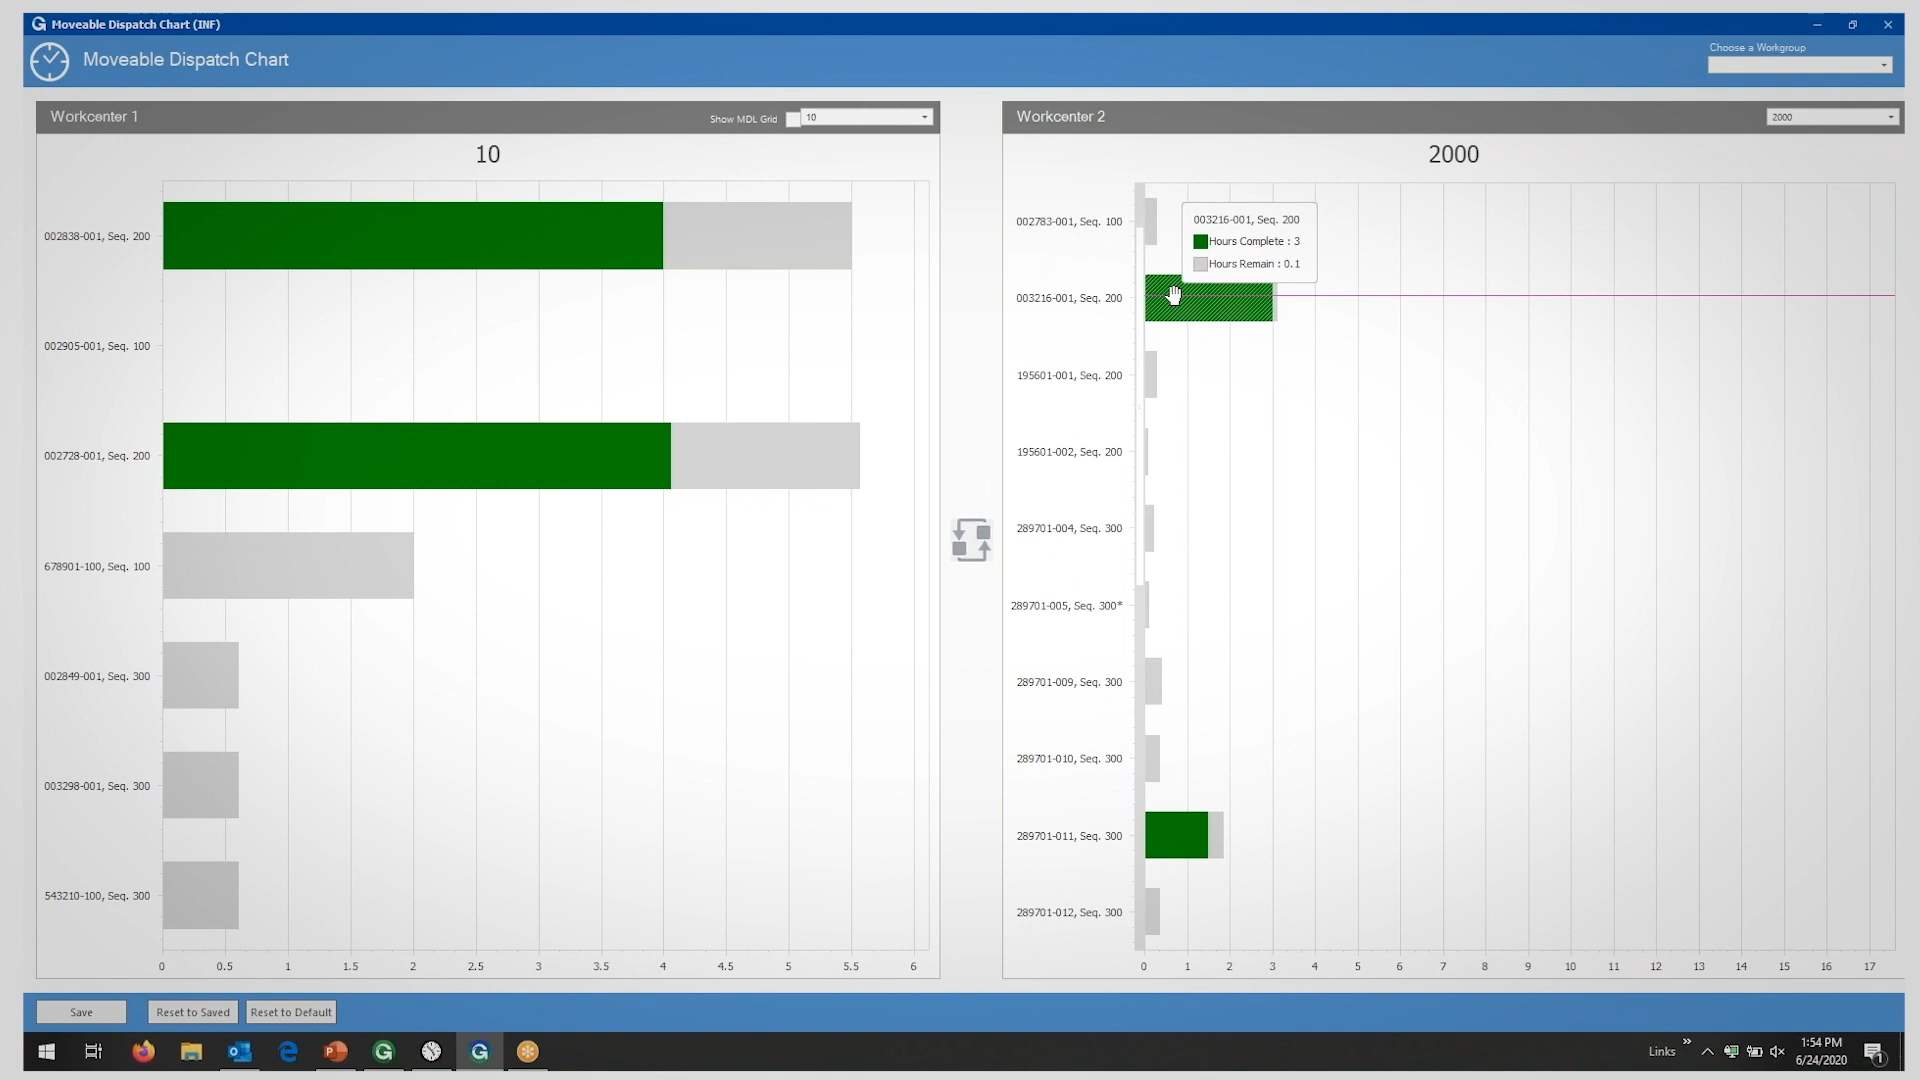 Moveable Dispatch Chart (INF)
Moveable Dispatch Chart
Choose a Workgroup
Workcenter 1
Show MDL Grid
10
10
002838-001, Seq. 200
002905-001, Seq. 100
002728-001, Seq. 200
678901-100, Seq. 100
002849-001, Seq. 300
003298-001, Seq. 300
543210-100, Seq. 300
0 0.5 1 1.5 2 2.5 3 3.5 4 4.5 5 5.5 6
Workcenter 2
2000
2000
002783-001, Seq. 100
003216-001, Seq. 200
195601-001, Seq. 200
195601-002, Seq. 200
289701-004, Seq. 300
289701-005, Seq. 300*
289701-009, Seq. 300
289701-010, Seq. 300
289701-011, Seq. 300
289701-012, Seq. 300
003216-001, Seq. 200
Hours Complete : 3
Hours Remain : 0.1
0 1 2 3 4 5 6 7 8 9 10 11 12 13 14 15 16 17
Save
Reset to Saved
Reset to Default
Links
1:54 PM
6/24/2020
1